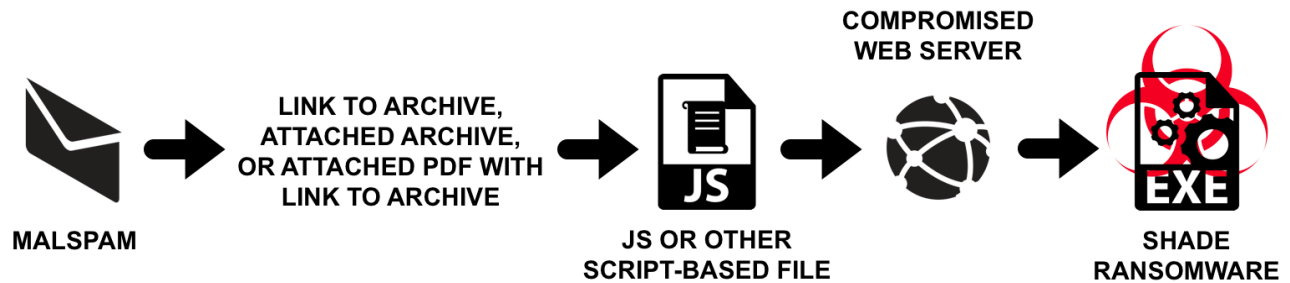 MALSPAM
LINK TO ARCHIVE,
ATTACHED ARCHIVE,
OR ATTACHED PDF WITH
LINK TO ARCHIVE
JS
JS OR OTHER
SCRIPT-BASED FILE
COMPROMISED
WEB SERVER
EXE
SHADE
RANSOMWARE